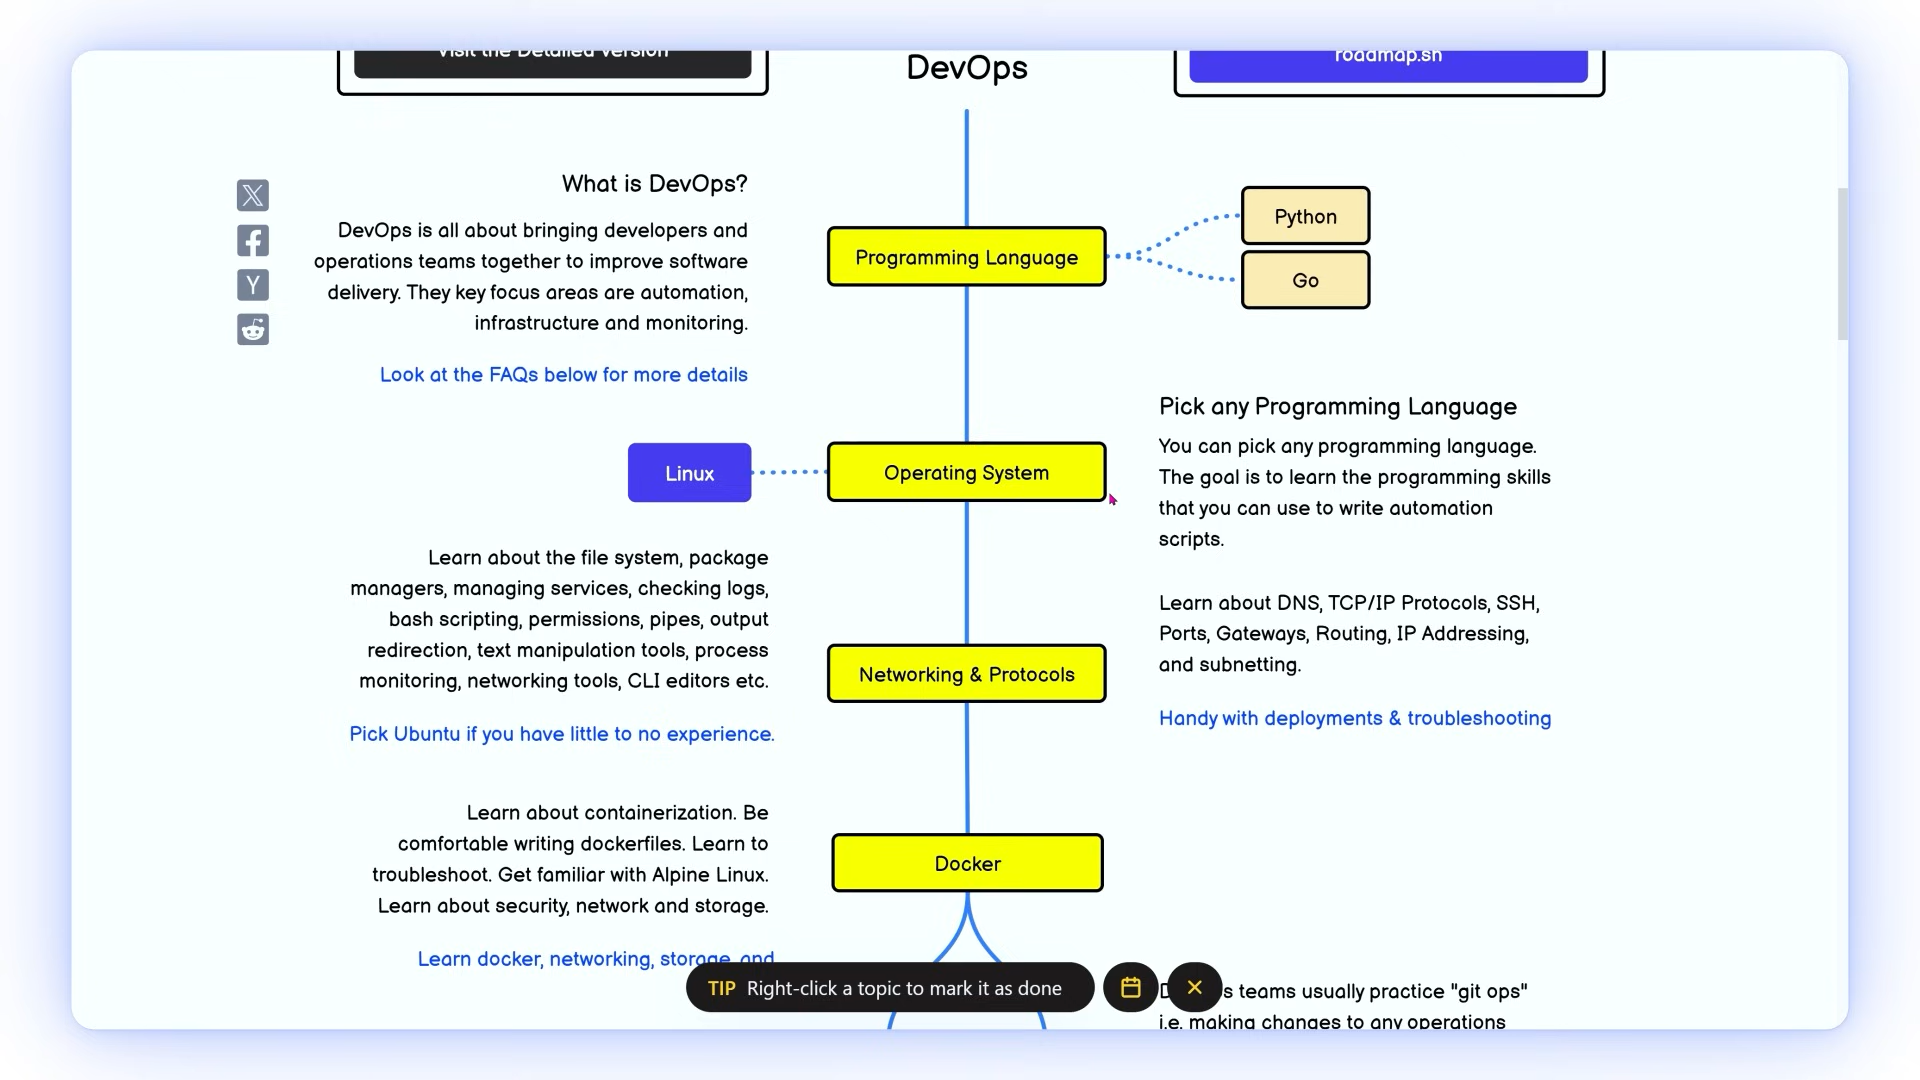 Visit the Detailed Version
DevOps
roadmap.sh
What is DevOps?
DevOps is all about bringing developers and
operations teams together to improve software
delivery. They key focus areas are automation,
infrastructure and monitoring.
Look at the FAQs below for more details
Programming Language
Python
Go
Pick any Programming Language
You can pick any programming language.
The goal is to learn the programming skills
that you can use to write automation
scripts.
Linux
Operating System
Learn about the file system, package
managers, managing services, checking logs,
bash scripting, permissions, pipes, output
redirection, text manipulation tools, process
monitoring, networking tools, CLI editors etc.
Pick Ubuntu if you have little to no experience.
Learn about DNS, TCP/IP Protocols, SSH,
Ports, Gateways, Routing, IP Addressing,
and subnetting.
Handy with deployments & troubleshooting
Networking & Protocols
Learn about containerization. Be
comfortable writing dockerfiles. Learn to
troubleshoot. Get familiar with Alpine Linux.
Learn about security, network and storage.
Learn docker, networking, storage, and
Docker
TIP Right-click a topic to mark it as done
teams usually practice "git ops"
i.e. making changes to any operations